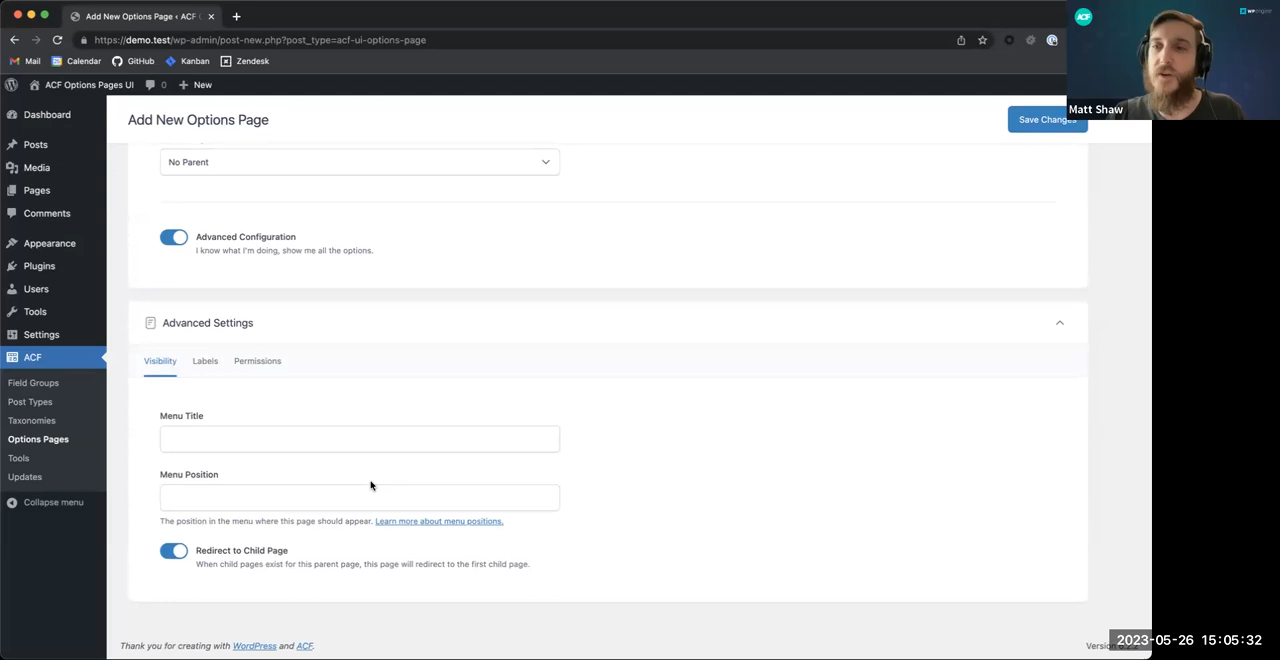 Add New Options Page ‹ ACF
https://demo.test/wp-admin/post-new.php?post_type=acf-ui-options-page
Mail Calendar GitHub Kanban Zendesk
ACF Options Pages UI 0 New
ACF
wpengine
Matt Shaw
Dashboard
Posts
Media
Pages
Comments
Appearance
Plugins
Users
Tools
Settings
ACF
Field Groups
Post Types
Taxonomies
Options Pages
Tools
Updates
Collapse menu
Add New Options Page
Save Changes
No Parent
Advanced Configuration
I know what I'm doing, show me all the options.
Advanced Settings
Visibility Labels Permissions
Menu Title
Menu Position
The position in the menu where this page should appear. Learn more about menu positions.
Redirect to Child Page
When child pages exist for this parent page, this page will redirect to the first child page.
Thank you for creating with WordPress and ACF.
2023-05-26 15:05:32